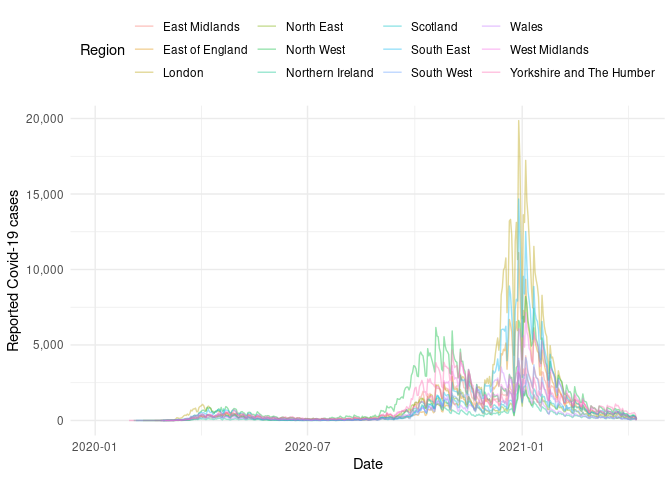 East Midlands North East Scotland Wales
Region East of England North West South East West Midlands
London Northern Ireland South West Yorkshire and The Humber
20,000
15,000
10,000
5,000
0
Reported Covid-19 cases
2020-01 2020-07 2021-01
Date